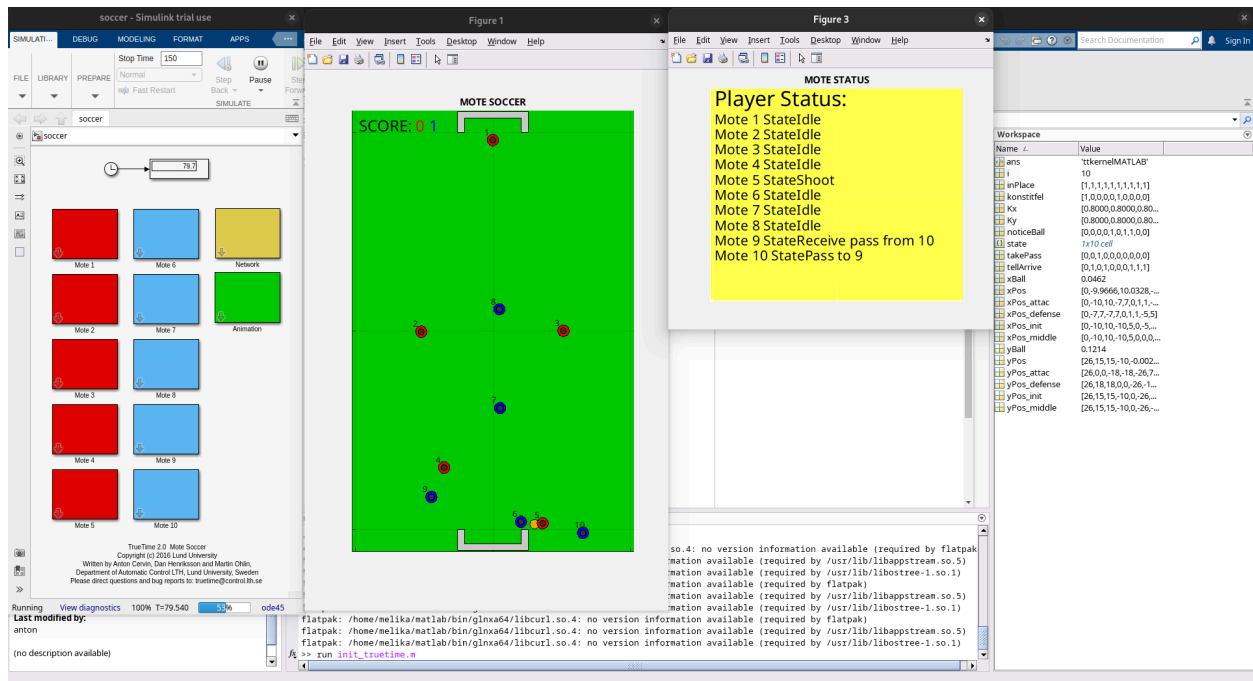 soccer - Simulink trial use
SIMULATI...
DEBUG
MODELING
FORMAT
APPS
FILE
LIBRARY
PREPARE
Stop Time
150
Normal
Fast Restart
Step
Back
Pause
SIMULATE
soccer
soccer
79.7
Mote 1
Mote 6
Network
Mote 2
Mote 7
Animation
Mote 3
Mote 8
Mote 4
Mote 9
Mote 5
Mote 10
TrueTime 2.0 Mote Soccer
Copyright (c) 2016 Lund University
Written by Anton Cervin, Dan Henriksson and Martin Ohlin,
Department of Automatic Control LTH, Lund University, Sweden
Please direct questions and bug reports to: truetime@control.lth.se
Running
View diagnostics
100%
T=79.540
53%
ode45
Last modified by:
anton
(no description available)
Figure 1
File Edit View Insert Tools Desktop Window Help
MOTE SOCCER
SCORE: 0 1
1
8
2
3
7
4
9
6
5
10
Figure 3
File Edit View Insert Tools Desktop Window Help
MOTE STATUS
Player Status:
Mote 1 StateIdle
Mote 2 StateIdle
Mote 3 StateIdle
Mote 4 StateIdle
Mote 5 StateShoot
Mote 6 StateIdle
Mote 7 StateIdle
Mote 8 StateIdle
Mote 9 StateReceive pass from 10
Mote 10 StatePass to 9
Search Documentation
Sign In
Workspace
Name
Value
ans 'ttkernelMATLAB'
i 10
inPlace [1,1,1,1,1,1,1,1,1,1]
konstitfel [1,0,0,0,0,1,0,0,0,0]
Kx [0.8000,0.8000,0.80...
Ky [0.8000,0.8000,0.80...
noticeBall [0,0,0,0,1,0,1,1,0,0]
state 1x10 cell
takePass [0,0,1,0,0,0,0,0,0,0]
tellArrive [0,1,0,1,0,0,0,1,1,1]
xBall 0.0462
xPos [0,-9.9666,10.0328,-...
xPos_attac [0,-10,10,-7,7,0,1,1,-...
xPos_defense [0,-7,7,-7,7,0,1,1,-5,5]
xPos_init [0,-10,10,-10,5,0,-5,...
xPos_middle [0,-10,10,-10,5,0,0,0,...
yBall 0.1214
yPos [26,15,15,-10,-0.002...
yPos_attac [26,0,0,-18,-18,-26,7...
yPos_defense [26,18,18,0,0,-26,-1...
yPos_init [26,15,15,-10,0,-26,...
yPos_middle [26,15,15,-10,0,-26,-...
so.4: no version information available (required by flatpak
rmation available (required by /usr/lib/libappstream.so.5)
rmation available (required by /usr/lib/libostree-1.so.1)
rmation available (required by flatpak)
rmation available (required by /usr/lib/libappstream.so.5)
rmation available (required by /usr/lib/libostree-1.so.1)
flatpak: /home/melika/matlab/bin/glnxa64/libcurl.so.4: no version information available (required by flatpak)
flatpak: /home/melika/matlab/bin/glnxa64/libcurl.so.4: no version information available (required by /usr/lib/libappstream.so.5)
flatpak: /home/melika/matlab/bin/glnxa64/libcurl.so.4: no version information available (required by /usr/lib/libostree-1.so.1)
fx >> run init_truetime.m